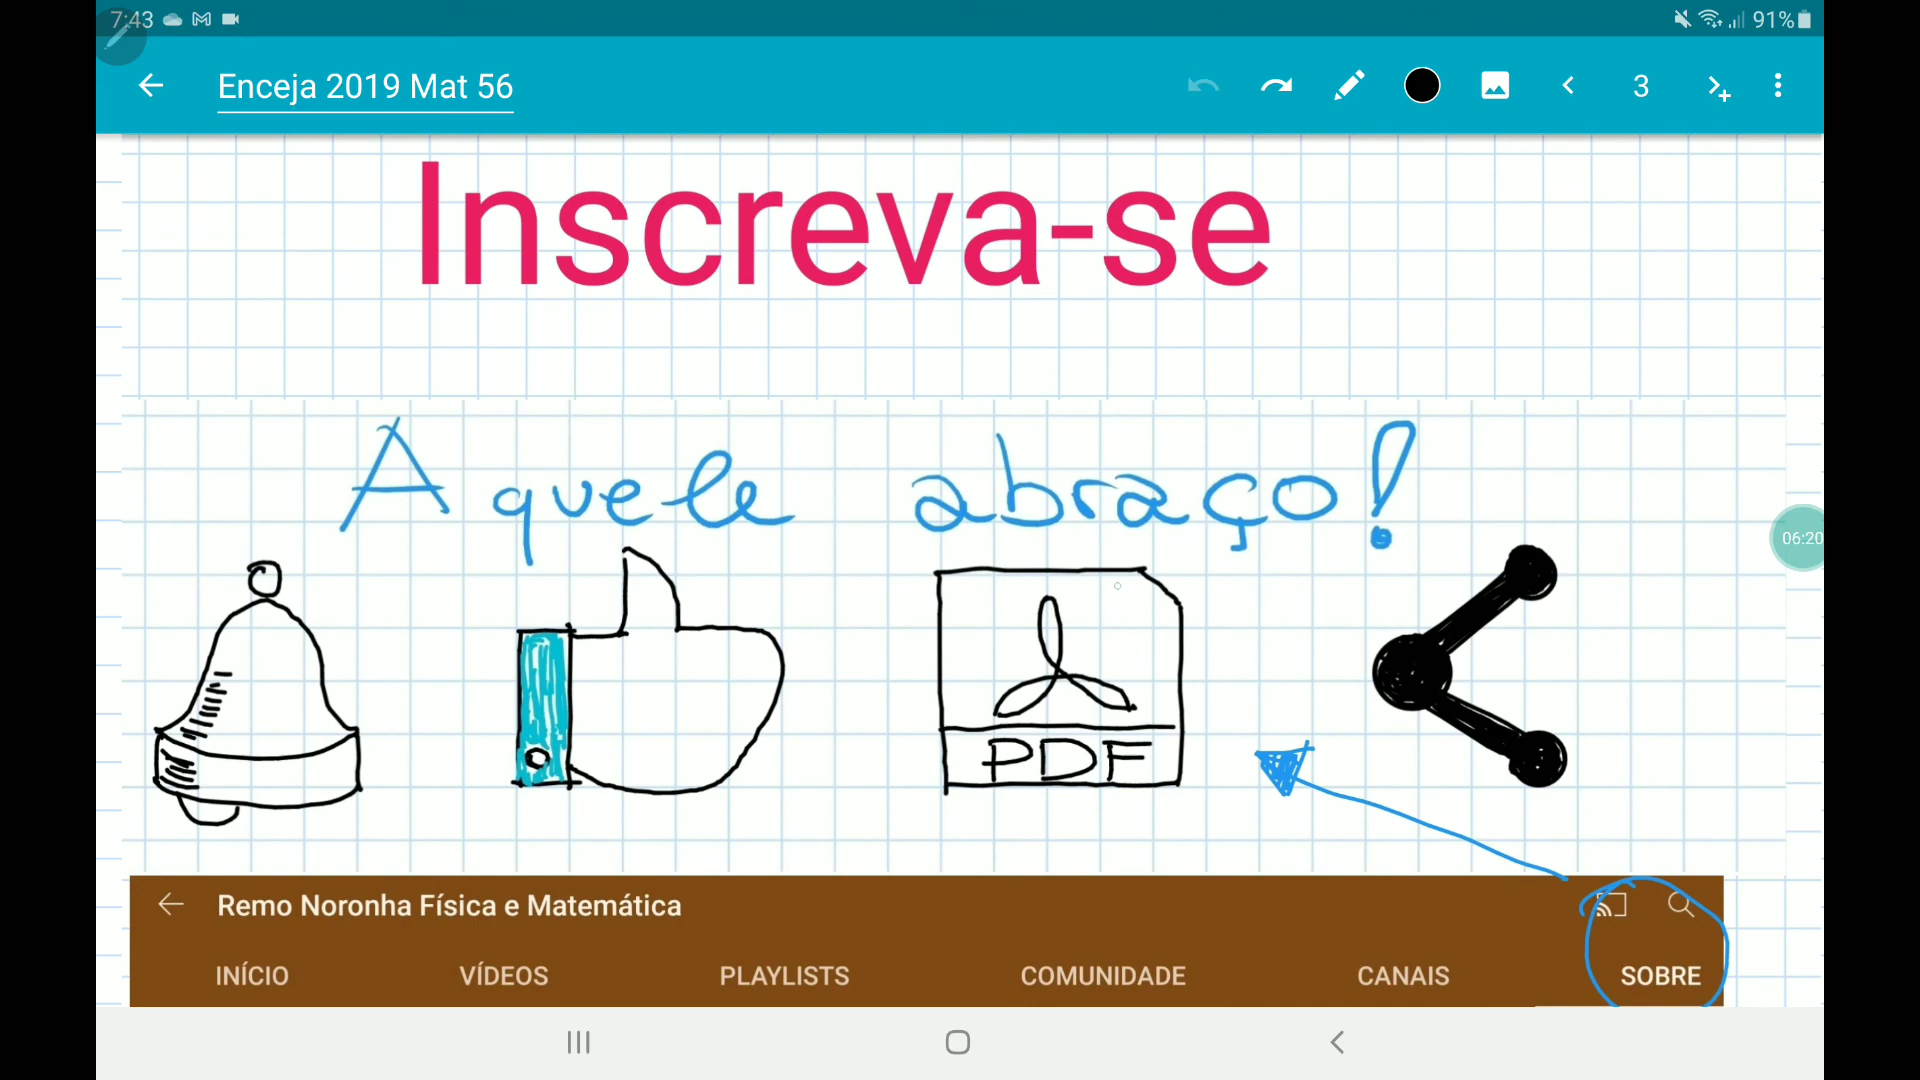 7:43 91%
Enceja 2019 Mat 56 3
Inscreva-se
Aquele abraço!
06:20
PDF
Remo Noronha Física e Matemática
INÍCIO VÍDEOS PLAYLISTS COMUNIDADE CANAIS SOBRE